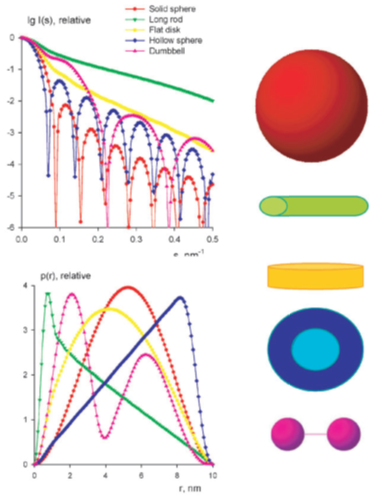 lg I(s), relative
Solid sphere
Long rod
Flat disk
Hollow sphere
Dumbbell
0
-1
-2
-3
-4
-5
-6
0.0 0.1 0.2 0.3 0.4 0.5
s, nm⁻¹
p(r), relative
4
3
2
1
0
0 2 4 6 8 10
r, nm